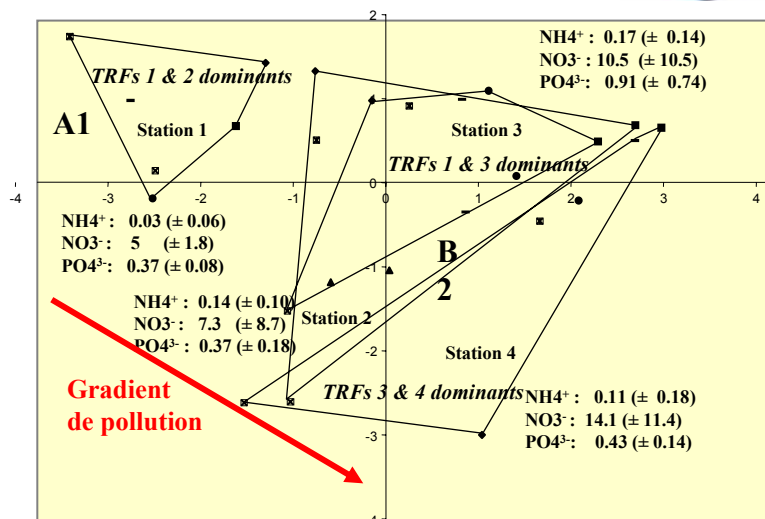 2
NH4⁺ : 0.17 (± 0.14)
NO3⁻ : 10.5 (± 10.5)
PO4³⁻ : 0.91 (± 0.74)
TRFs 1 & 2 dominants
A1
Station 1
1
Station 3
TRFs 1 & 3 dominants
-4 -3 -2 -1 0 1 2 3 4
NH4⁺ : 0.03 (± 0.06)
NO3⁻ : 5 (± 1.8)
PO4³⁻ : 0.37 (± 0.08)
B
2
-1
NH4⁺ : 0.14 (± 0.10)
NO3⁻ : 7.3 (± 8.7)
PO4³⁻ : 0.37 (± 0.18)
Station 2
-2
Station 4
Gradient
de pollution
TRFs 3 & 4 dominants
NH4⁺ : 0.11 (± 0.18)
NO3⁻ : 14.1 (± 11.4)
PO4³⁻ : 0.43 (± 0.14)
-3